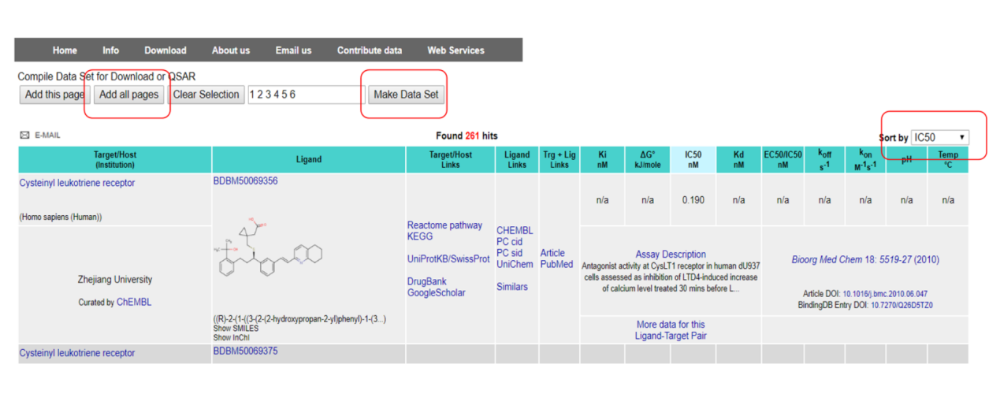 Home Info Download About us Email us Contribute data Web Services
Compile Data Set for Download or QSAR
Add this page Add all pages Clear Selection 1 2 3 4 5 6 Make Data Set
E-MAIL Found 261 hits Sort by IC50
Target/Host (Institution) Ligand Target/Host Links Ligand Links Trg + Lig Links Ki nM ΔG° kJ/mole IC50 nM Kd nM EC50/IC50 nM koff s-1 kon M-1s-1 pH Temp °C
Cysteinyl leukotriene receptor
(Homo sapiens (Human))
Zhejiang University
Curated by ChEMBL
BDBM50069356
((R)-2-(1-((3-(2-(2-hydroxypropan-2-yl)phenyl)-1-(3...)
Show SMILES
Show InChI
Reactome pathway
KEGG
UniProtKB/SwissProt
DrugBank
GoogleScholar
CHEMBL
PC cid
PC sid
UniChem
Similars
Article
PubMed
n/a n/a 0.190 n/a n/a n/a n/a n/a n/a
Assay Description
Antagonist activity at CysLT1 receptor in human dU937
cells assessed as inhibition of LTD4-induced increase
of calcium level treated 30 mins before L...
Bioorg Med Chem 18: 5519-27 (2010)
Article DOI: 10.1016/j.bmc.2010.06.047
BindingDB Entry DOI: 10.7270/Q26D5TZ0
More data for this
Ligand-Target Pair
Cysteinyl leukotriene receptor BDBM50069375